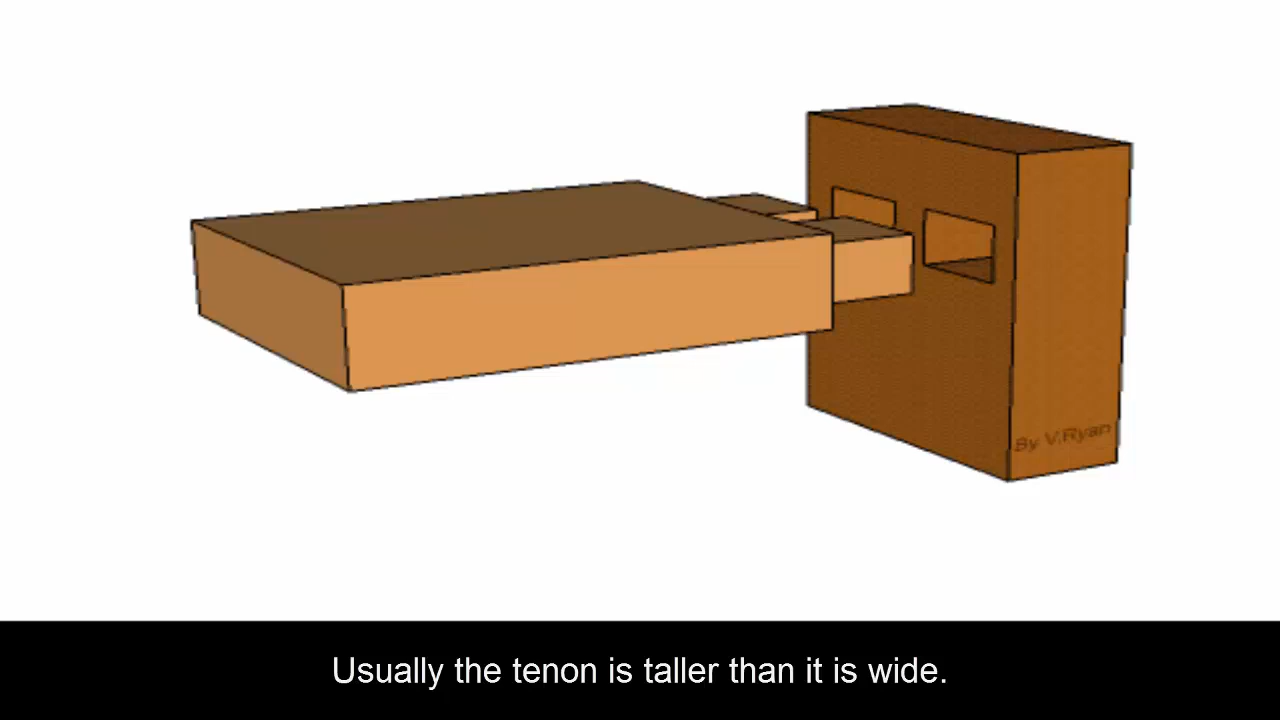 By V.Ryan
Usually the tenon is taller than it is wide.